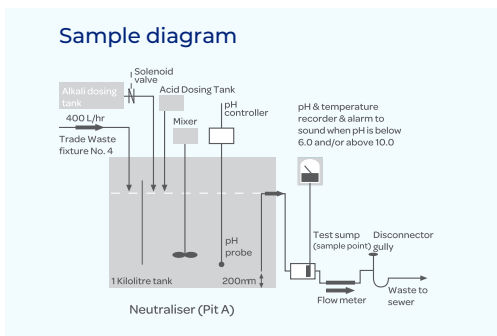 Sample diagram
Solenoid
valve
Alkali dosing
tank
Acid Dosing Tank
pH
controller
400 L/hr
Mixer
Trade Waste
fixture No. 4
pH & temperature
recorder & alarm to
sound when pH is below
6.0 and/or above 10.0
pH
probe
1 Kilolitre tank
200mm
Test sump
(sample point)
Disconnector
gully
Flow meter
Waste to
sewer
Neutraliser (Pit A)